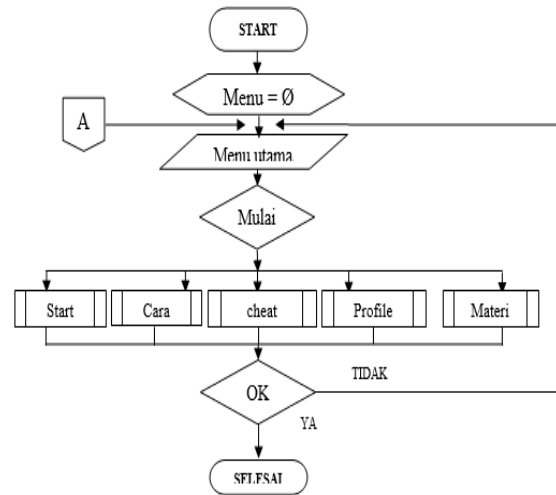 START
Menu = Ø
A
Menu utama
Mulai
Start
Cara
cheat
Profile
Materi
OK
TIDAK
YA
SELESAI